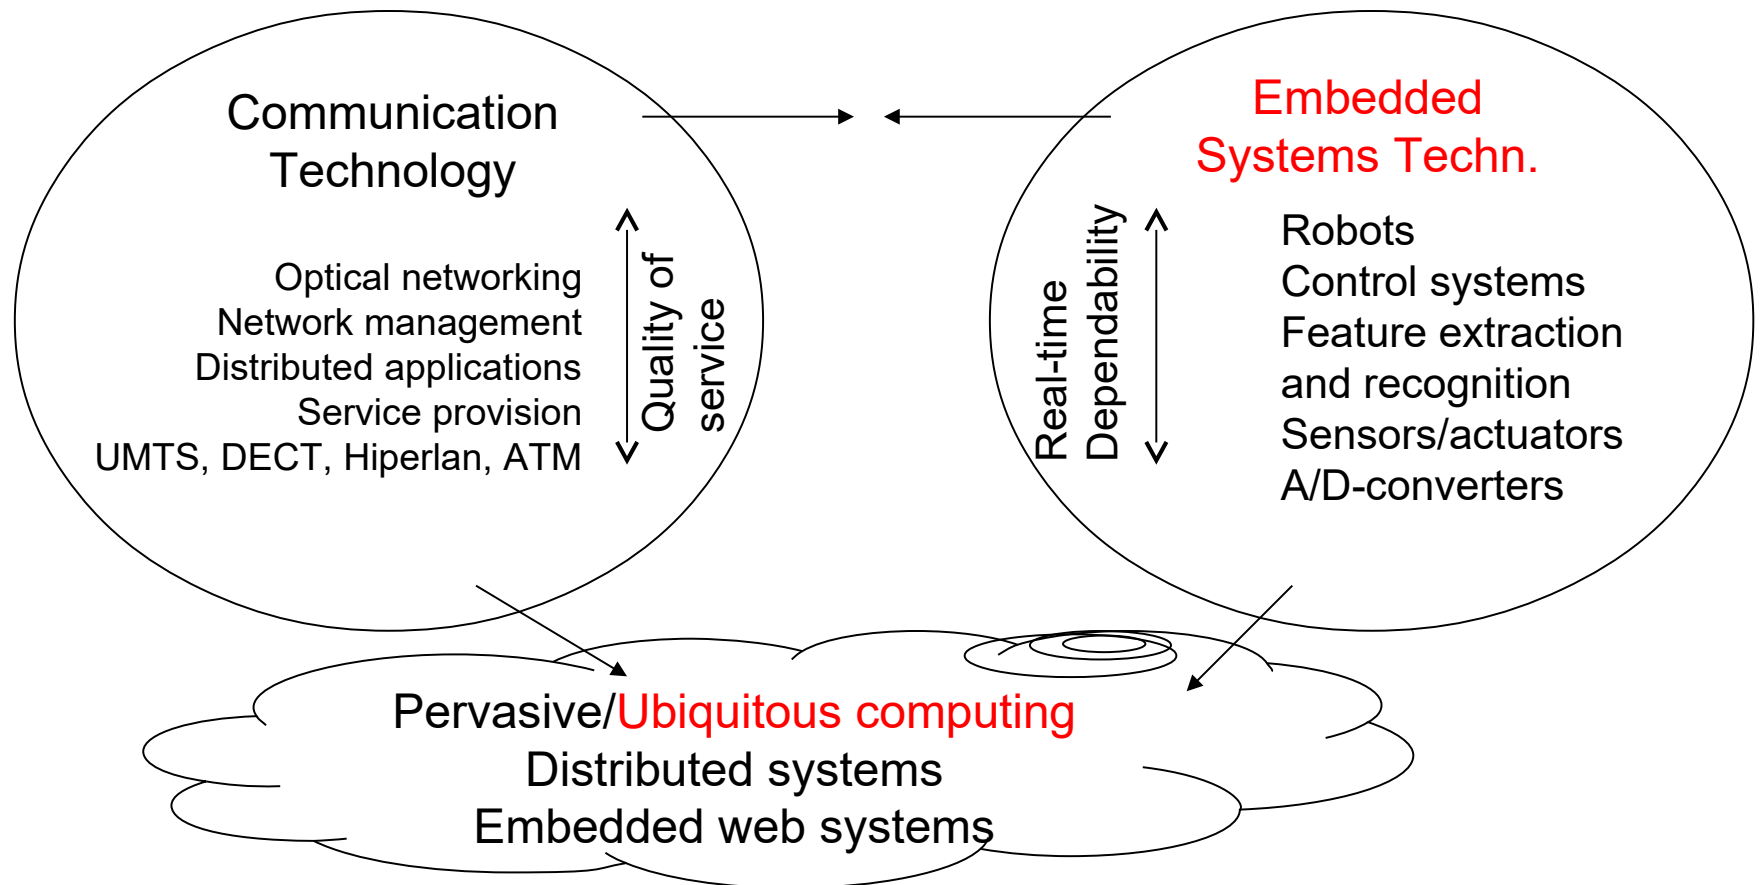 Communication
Technology
Optical networking
Network management
Distributed applications
Service provision
UMTS, DECT, Hiperlan, ATM
Quality of
service
Embedded
Systems Techn.
Real-time
Dependability
Robots
Control systems
Feature extraction
and recognition
Sensors/actuators
A/D-converters
Pervasive/Ubiquitous computing
Distributed systems
Embedded web systems